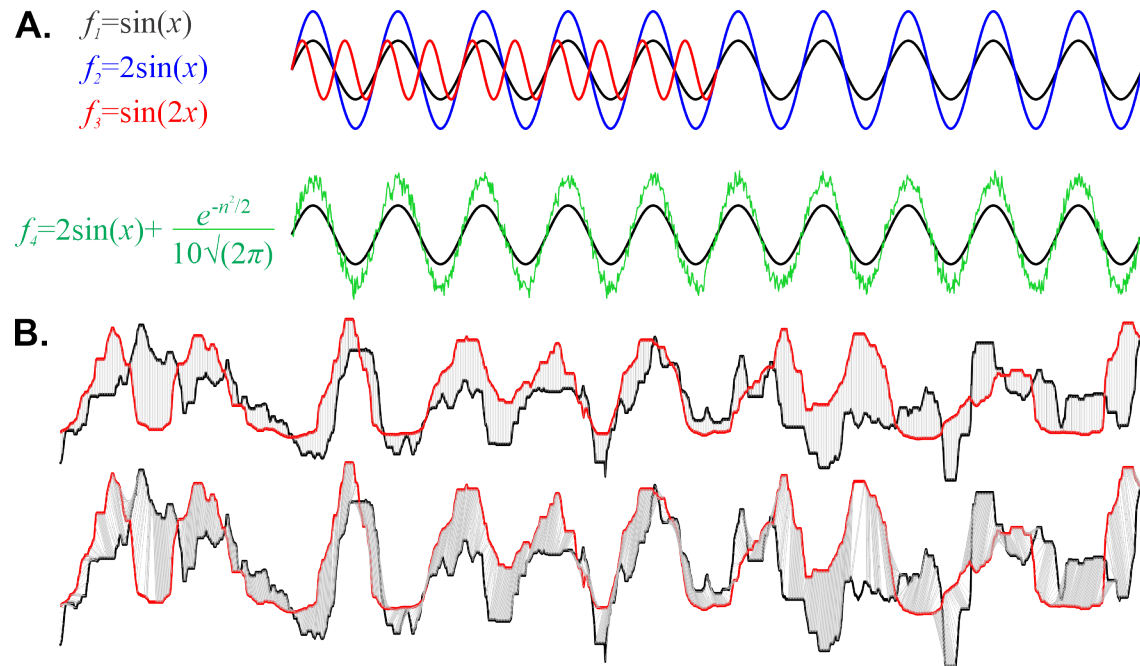 A.
f₁=sin(x)
f₂=2sin(x)
f₃=sin(2x)
f₄=2sin(x)+ e^(-n²/2) / 10√(2π)
B.